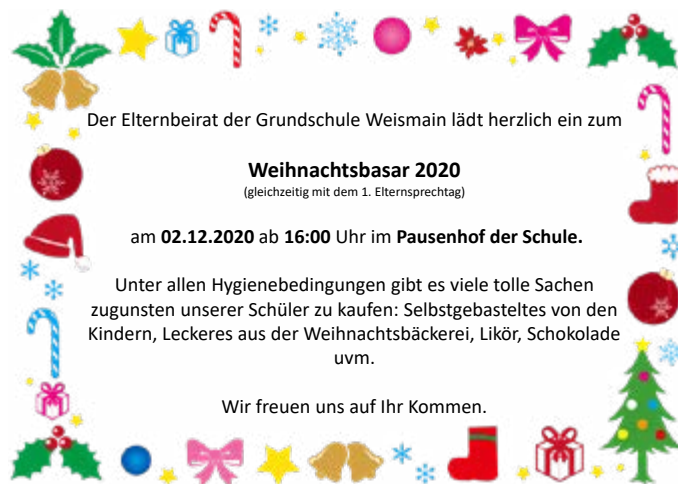 Der Elternbeirat der Grundschule Weismain lädt herzlich ein zum
Weihnachtsbasar 2020
(gleichzeitig mit dem 1. Elternsprechtag)
am 02.12.2020 ab 16:00 Uhr im Pausenhof der Schule.
Unter allen Hygienebedingungen gibt es viele tolle Sachen
zugunsten unserer Schüler zu kaufen: Selbstgebasteltes von den
Kindern, Leckeres aus der Weihnachtsbäckerei, Likör, Schokolade
uvm.
Wir freuen uns auf Ihr Kommen.